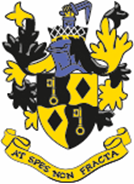 AT SPES NON FRACTA